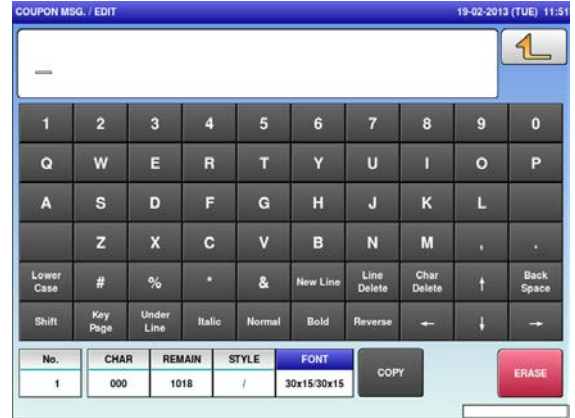 COUPON MSG. / EDIT 19-02-2013 (TUE) 11:51
1 2 3 4 5 6 7 8 9 0
Q W E R T Y U I O P
A S D F G H J K L
Z X C V B N M , .
Lower Case # % * & New Line Line Delete Char Delete ↑ Back Space
Shift Key Page Under Line Italic Normal Bold Reverse ← ↓ →
No. CHAR REMAIN STYLE FONT COPY ERASE
1 000 1018 / 30x15/30x15